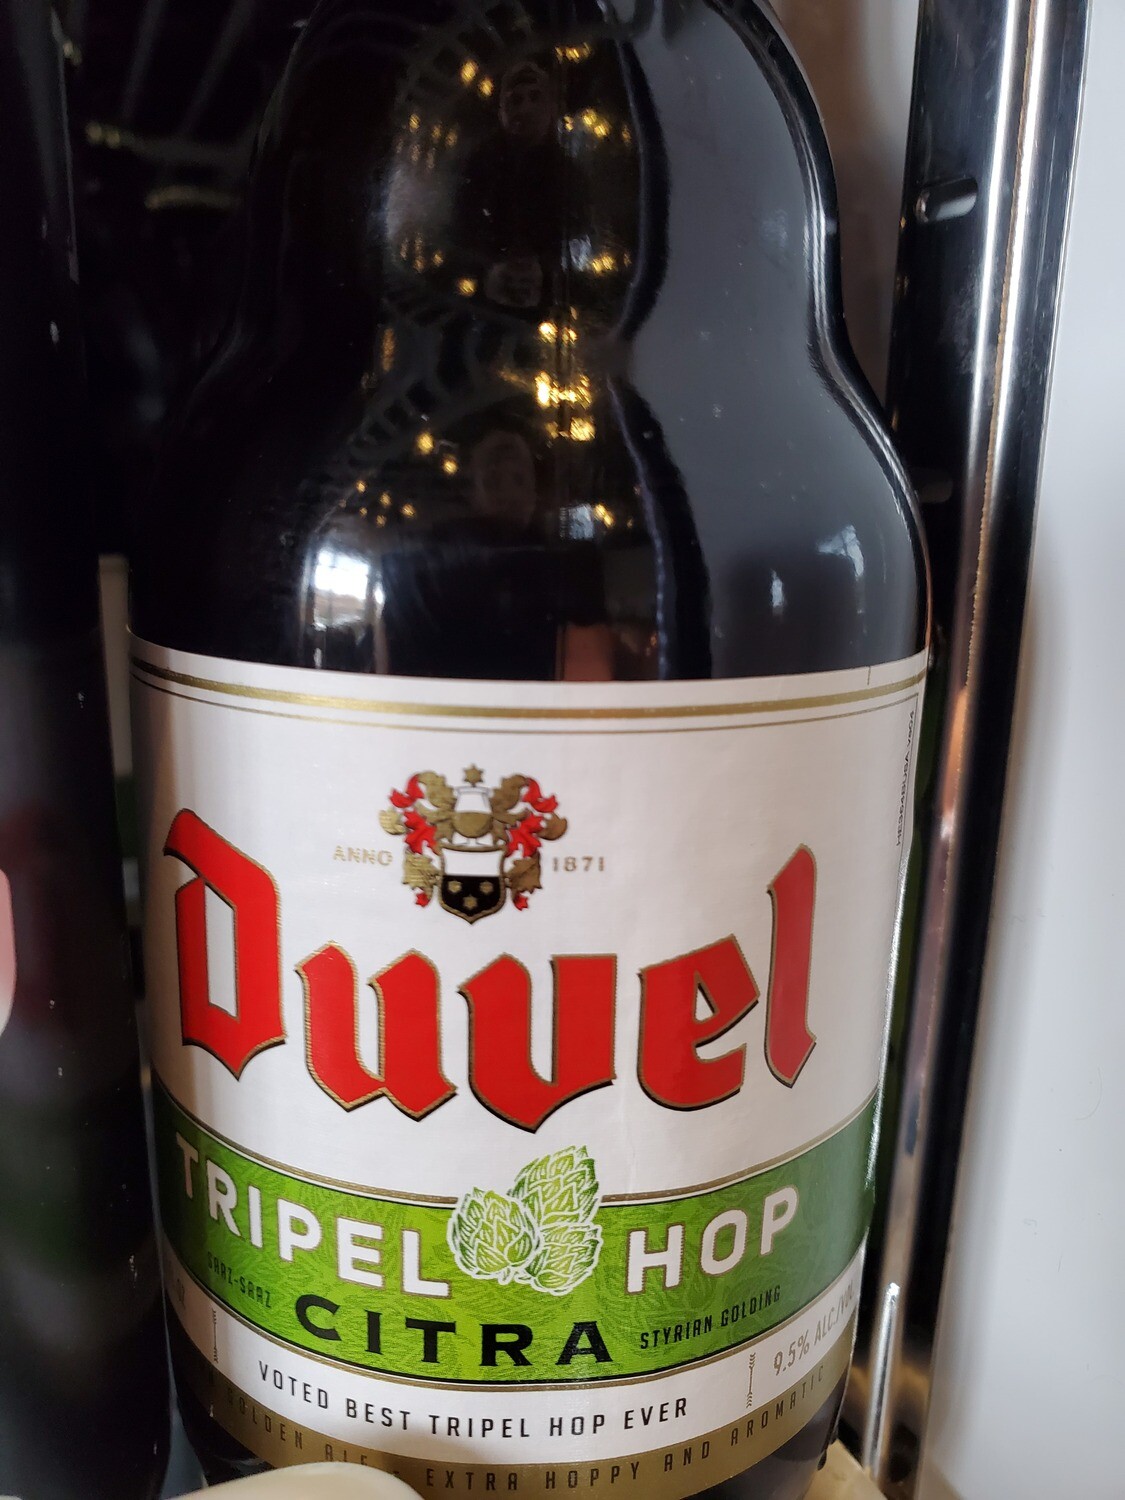 ANNO 1871
Duvel
TRIPEL HOP
SAAZ-SAAZ CITRA STYRIAN GOLDING
VOTED BEST TRIPEL HOP EVER
9.5% ALC./VOL
GOLDEN ALE - EXTRA HOPPY AND AROMATIC